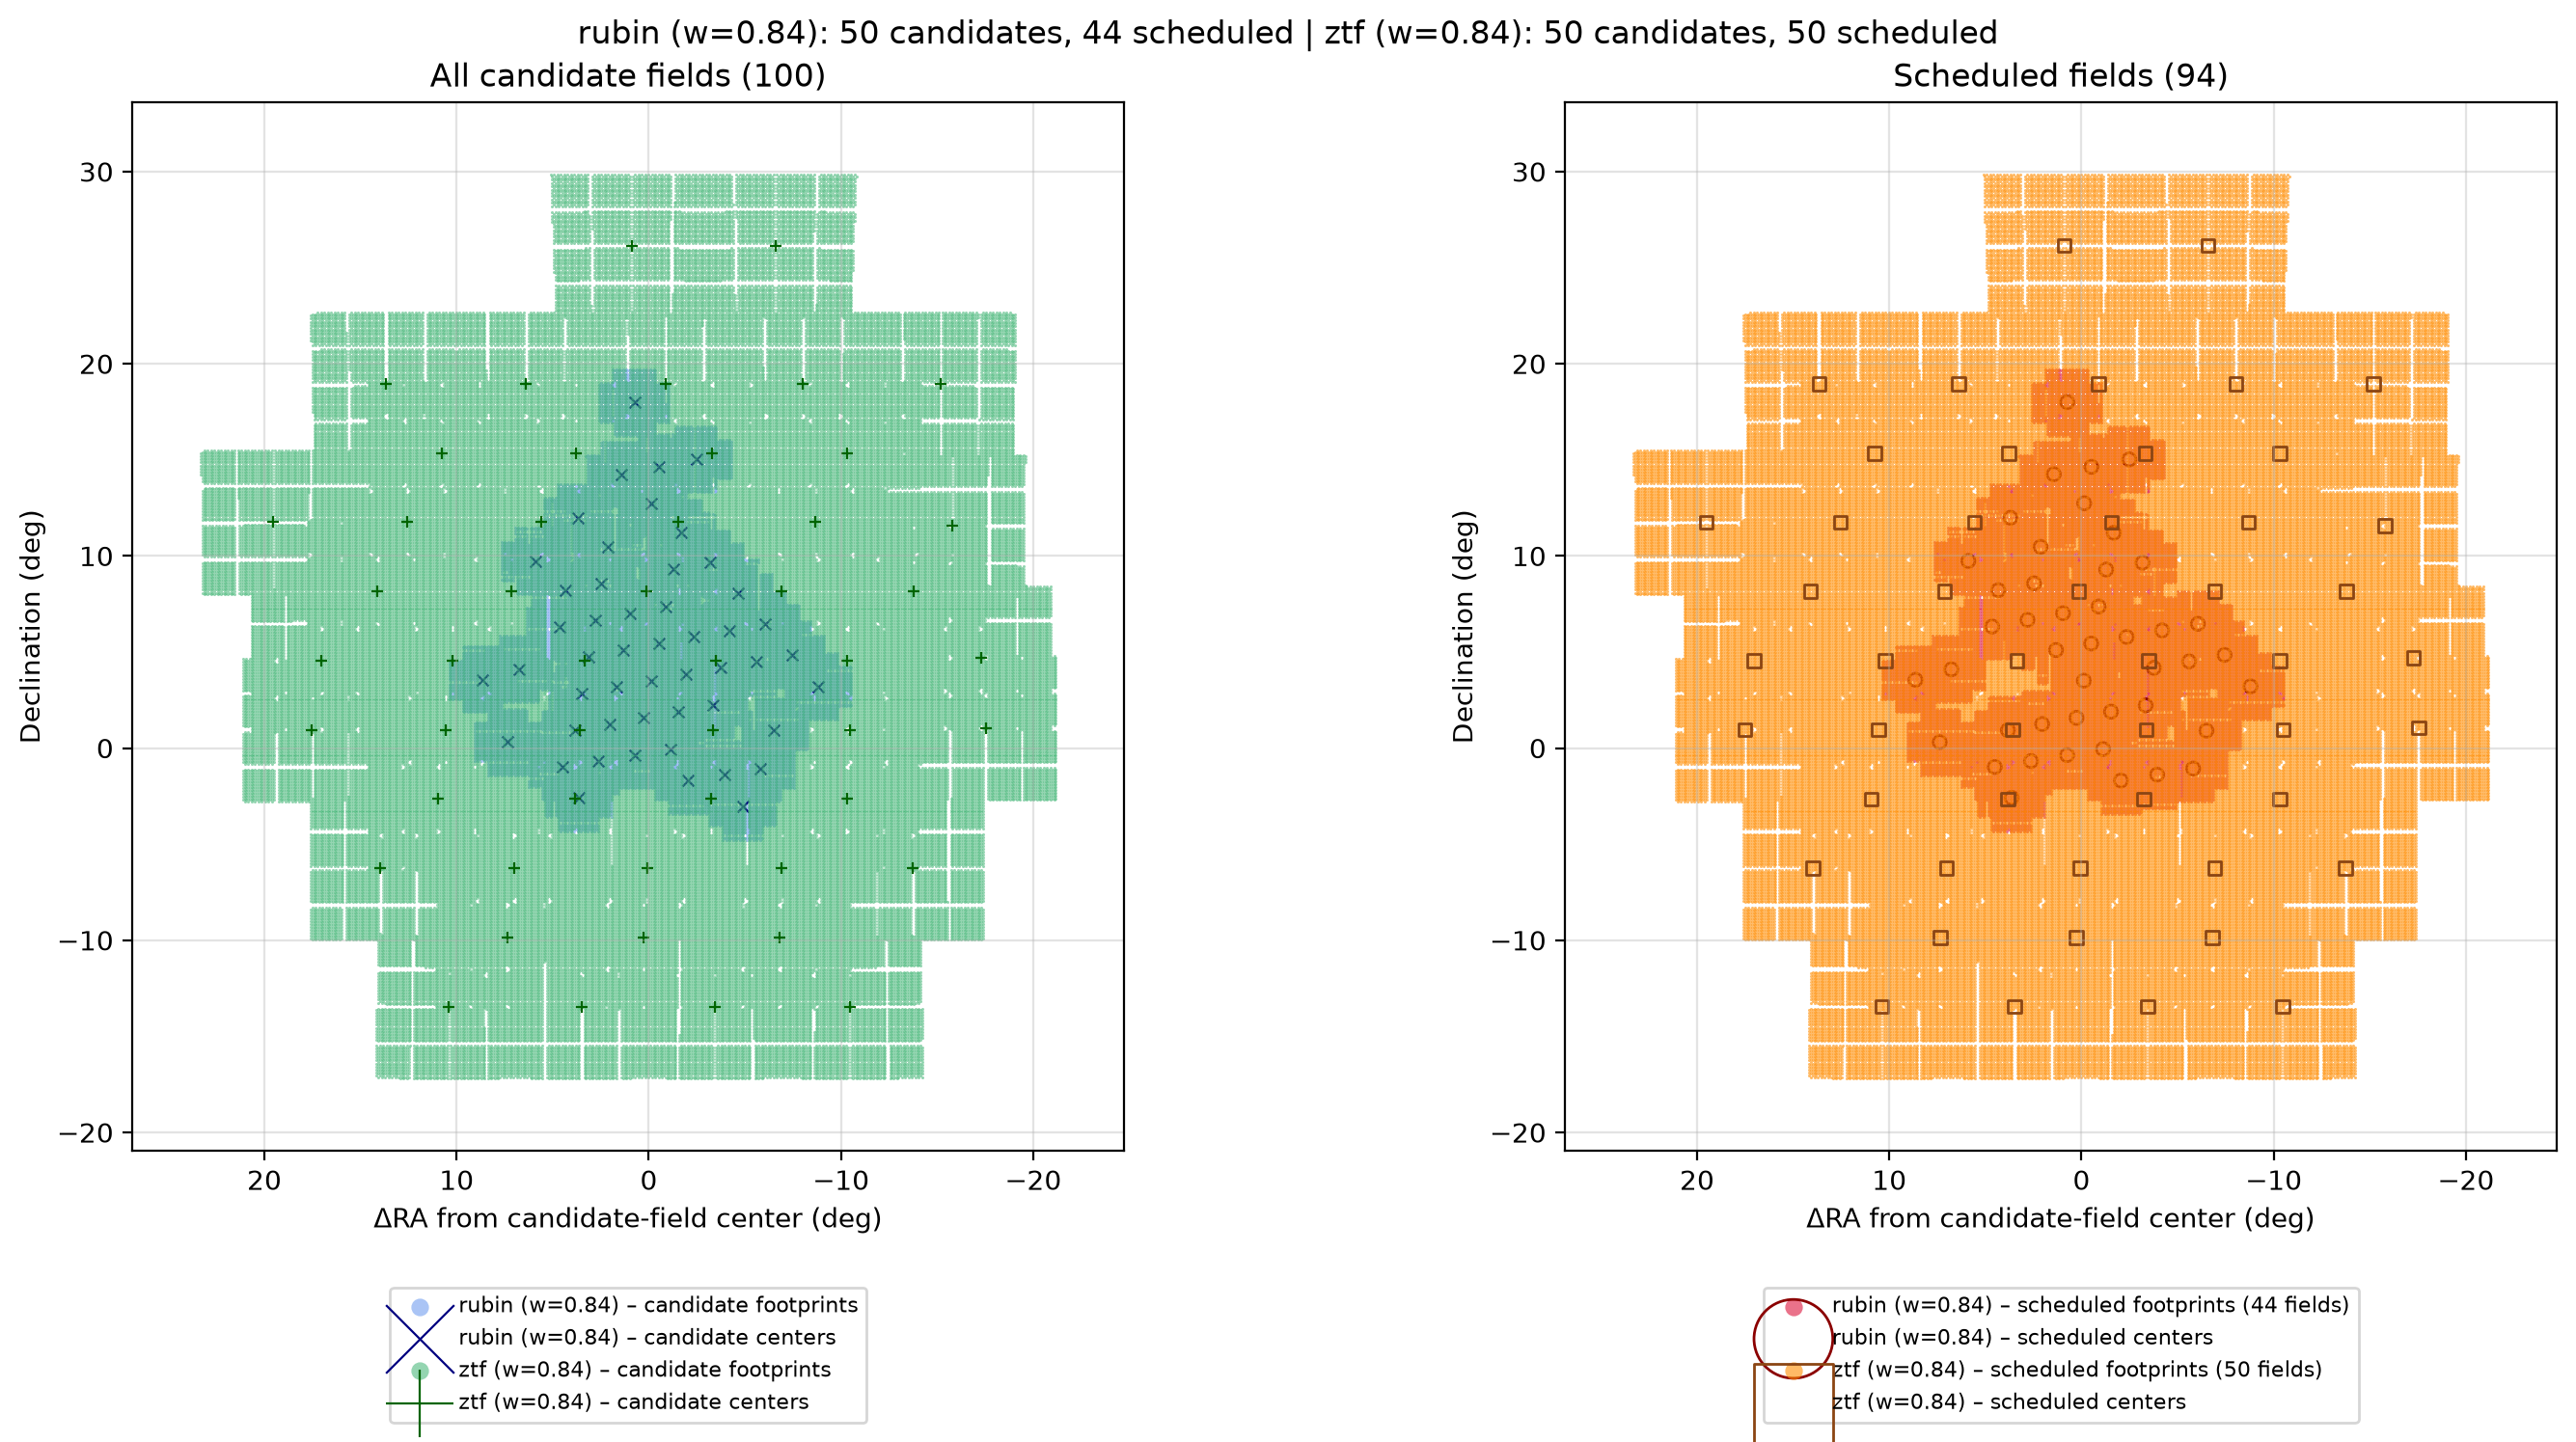 rubin (w=0.84): 50 candidates, 44 scheduled | ztf (w=0.84): 50 candidates, 50 scheduled
All candidate fields (100)
30
20
10
0
−10
−20
Declination (deg)
20
10
0
−10
−20
ΔRA from candidate-field center (deg)
rubin (w=0.84) – candidate footprints
rubin (w=0.84) – candidate centers
ztf (w=0.84) – candidate footprints
ztf (w=0.84) – candidate centers
Scheduled fields (94)
30
20
10
0
−10
−20
Declination (deg)
20
10
0
−10
−20
ΔRA from candidate-field center (deg)
rubin (w=0.84) – scheduled footprints (44 fields)
rubin (w=0.84) – scheduled centers
ztf (w=0.84) – scheduled footprints (50 fields)
ztf (w=0.84) – scheduled centers